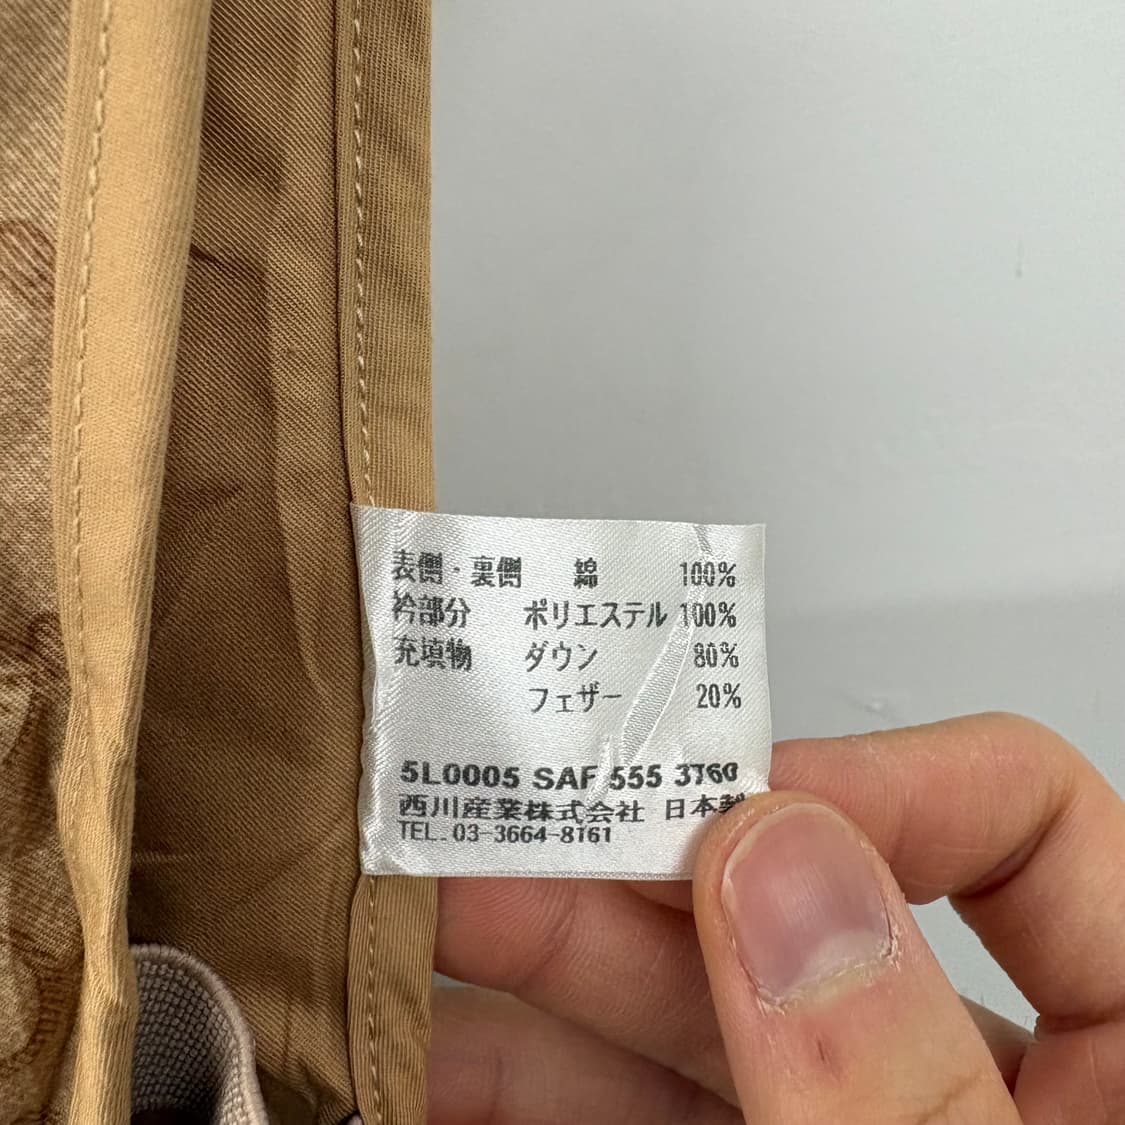 表側・裏側 綿 100%
衿部分 ポリエステル 100%
充填物 ダウン 80%
フェザー 20%
5L0005 SAF 555 3760
西川産業株式会社 日本製
TEL. 03-3664-8161